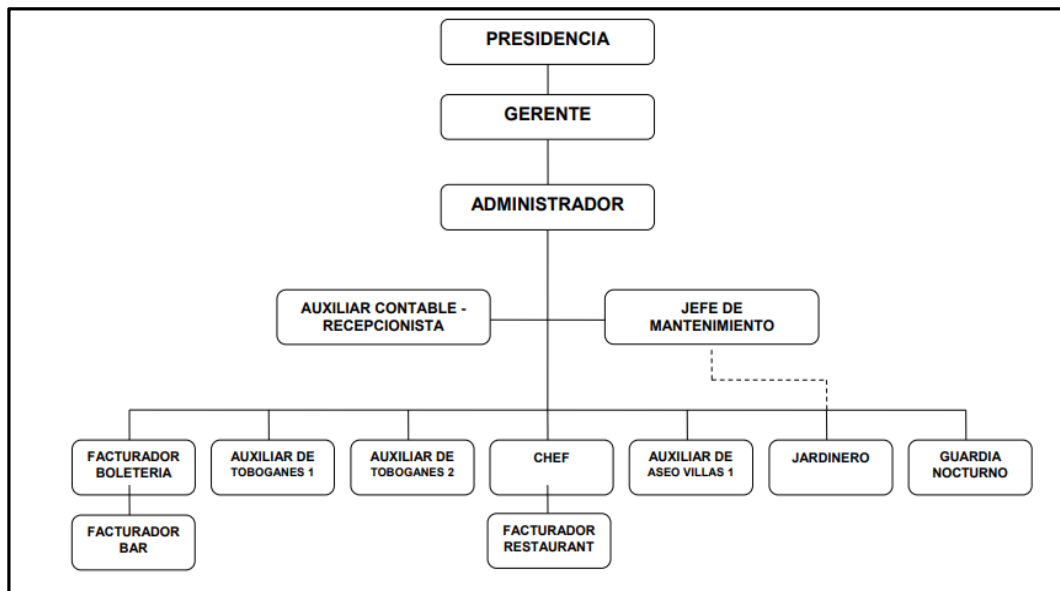 PRESIDENCIA
GERENTE
ADMINISTRADOR
AUXILIAR CONTABLE -
RECEPCIONISTA
JEFE DE
MANTENIMIENTO
FACTURADOR
BOLETERIA
AUXILIAR DE
TOBOGANES 1
AUXILIAR DE
TOBOGANES 2
CHEF
AUXILIAR DE
ASEO VILLAS 1
JARDINERO
GUARDIA
NOCTURNO
FACTURADOR
BAR
FACTURADOR
RESTAURANT